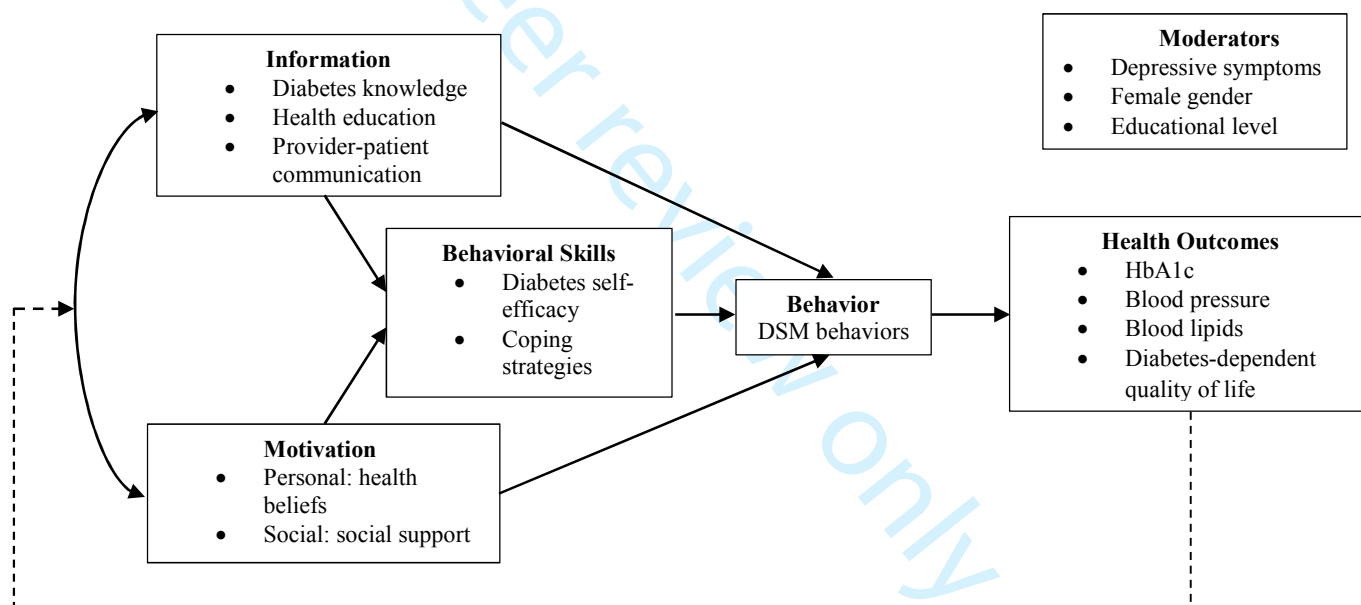 Information
• Diabetes knowledge
• Health education
• Provider-patient
communication
Moderators
• Depressive symptoms
• Female gender
• Educational level
Behavioral Skills
• Diabetes self-
efficacy
• Coping
strategies
Behavior
DSM behaviors
Health Outcomes
• HbA1c
• Blood pressure
• Blood lipids
• Diabetes-dependent
quality of life
Motivation
• Personal: health
beliefs
• Social: social support
review only